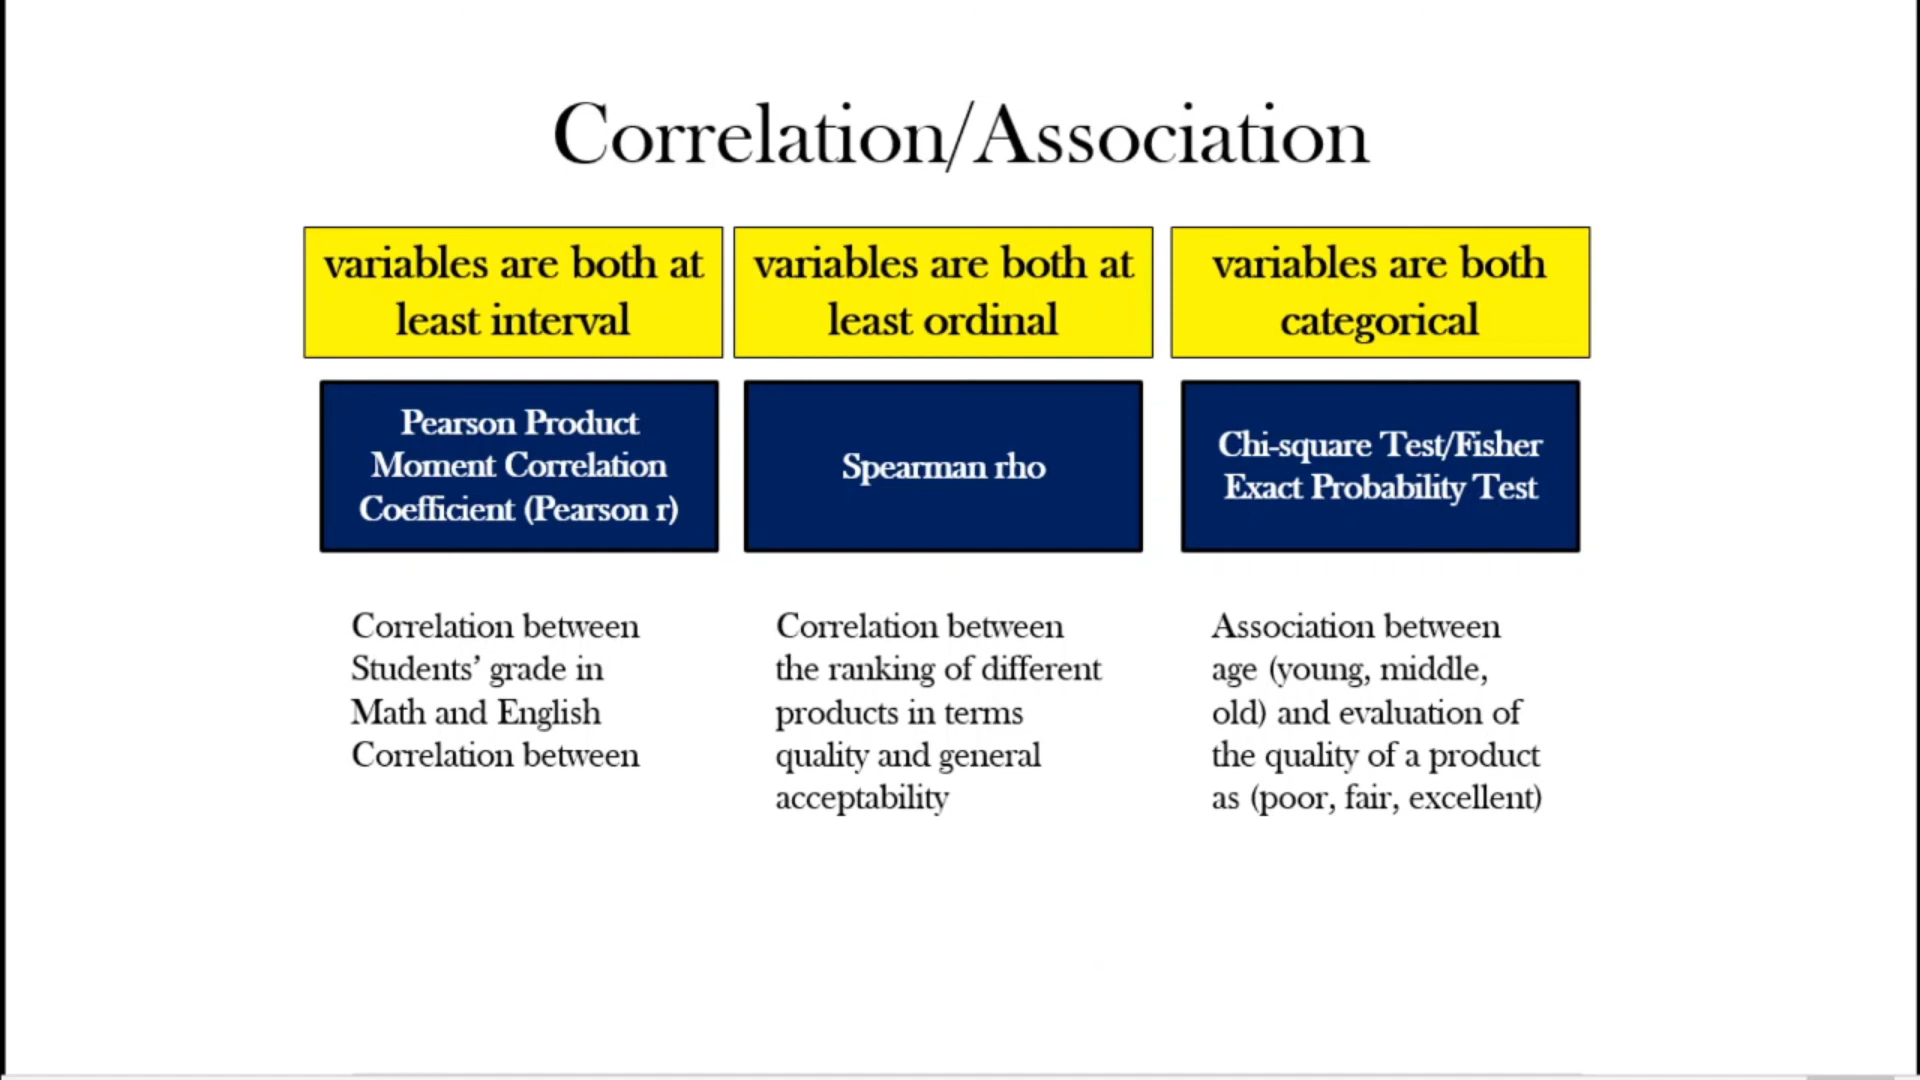 Correlation/Association
variables are both at
least interval
variables are both at
least ordinal
variables are both
categorical
Pearson Product
Moment Correlation
Coefficient (Pearson r)
Spearman rho
Chi-square Test/Fisher
Exact Probability Test
Correlation between
Students’ grade in
Math and English
Correlation between
Correlation between
the ranking of different
products in terms
quality and general
acceptability
Association between
age (young, middle,
old) and evaluation of
the quality of a product
as (poor, fair, excellent)